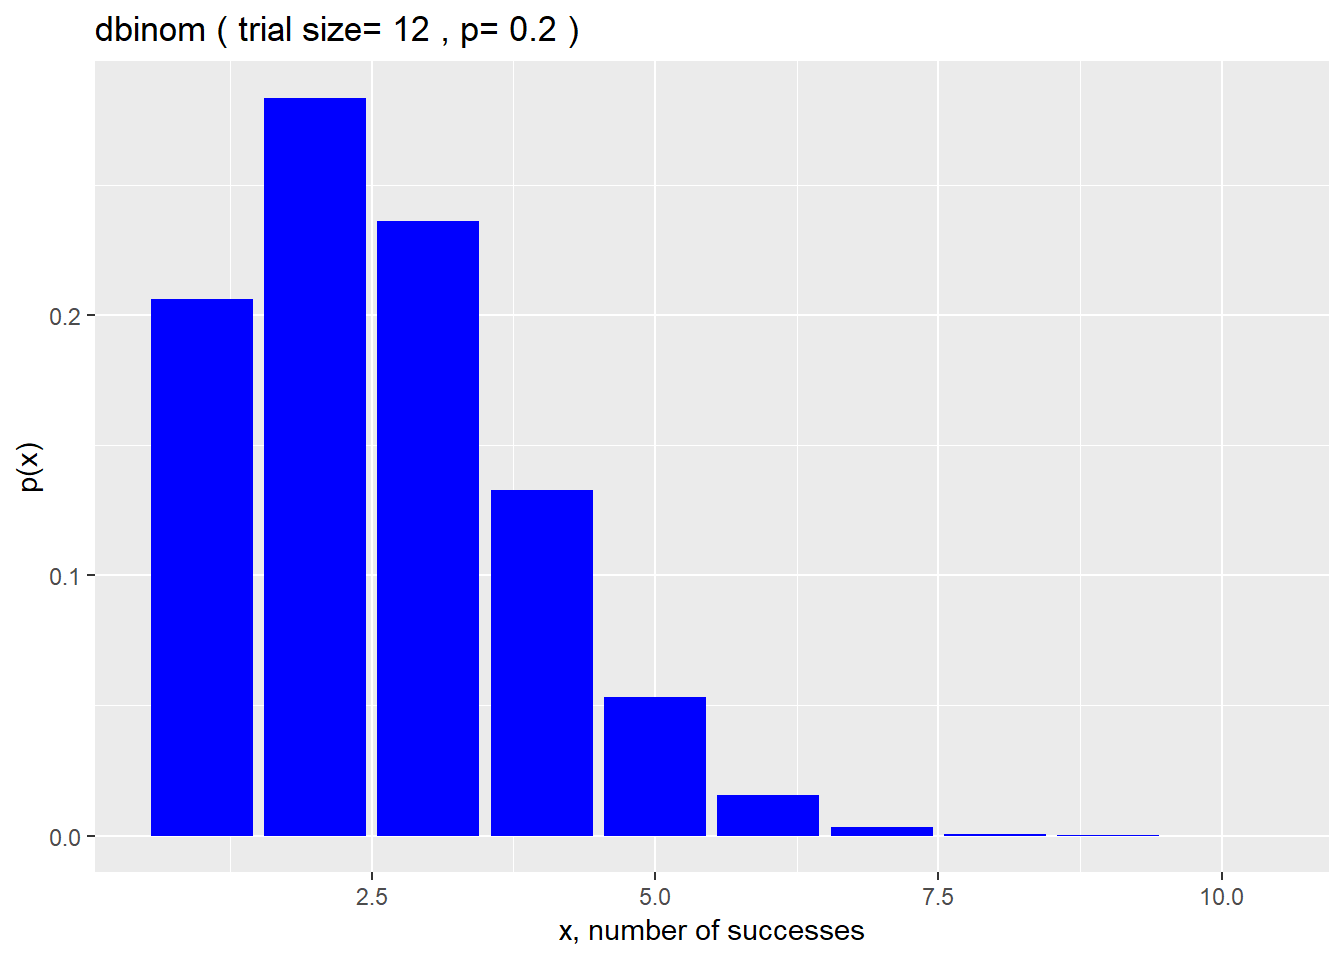 dbinom ( trial size= 12 , p= 0.2 )
p(x)
0.2
0.1
0.0
2.5 5.0 7.5 10.0
x, number of successes